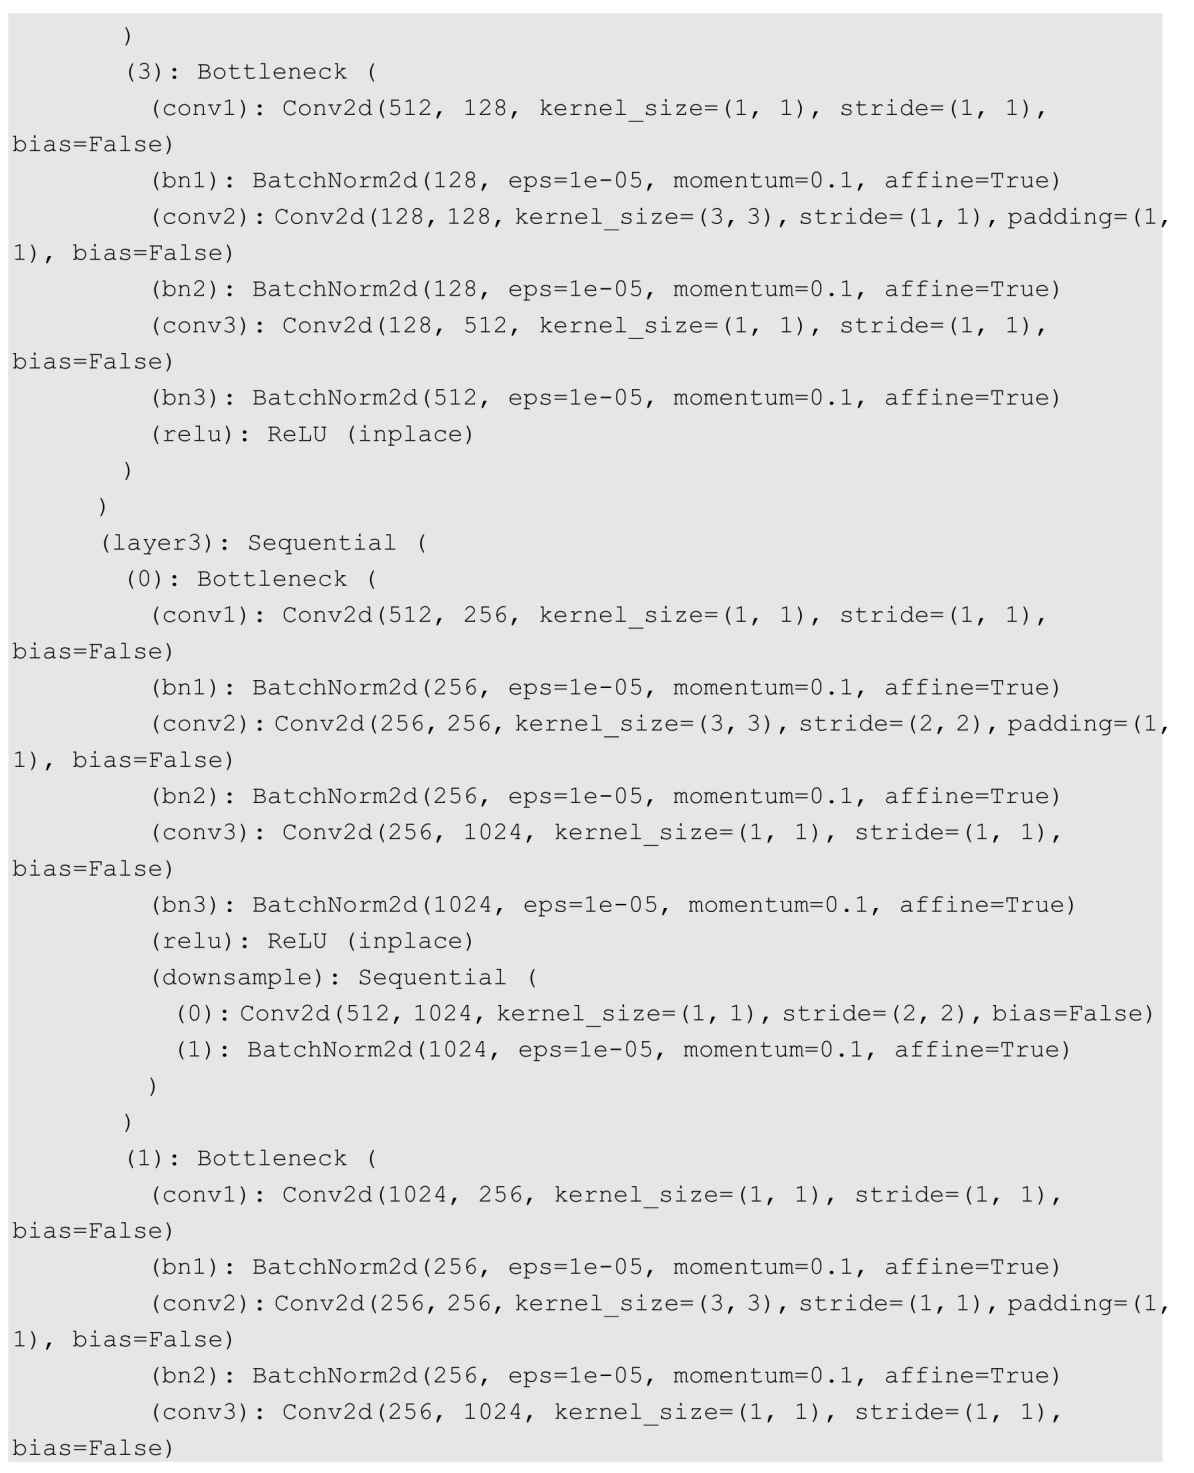 )
(3): Bottleneck (
(conv1): Conv2d(512, 128, kernel_size=(1, 1), stride=(1, 1),
bias=False)
(bn1): BatchNorm2d(128, eps=1e-05, momentum=0.1, affine=True)
(conv2): Conv2d(128, 128, kernel_size=(3, 3), stride=(1, 1), padding=(1,
1), bias=False)
(bn2): BatchNorm2d(128, eps=1e-05, momentum=0.1, affine=True)
(conv3): Conv2d(128, 512, kernel_size=(1, 1), stride=(1, 1),
bias=False)
(bn3): BatchNorm2d(512, eps=1e-05, momentum=0.1, affine=True)
(relu): ReLU (inplace)
)
)
(layer3): Sequential (
(0): Bottleneck (
(conv1): Conv2d(512, 256, kernel_size=(1, 1), stride=(1, 1),
bias=False)
(bn1): BatchNorm2d(256, eps=1e-05, momentum=0.1, affine=True)
(conv2): Conv2d(256, 256, kernel_size=(3, 3), stride=(2, 2), padding=(1,
1), bias=False)
(bn2): BatchNorm2d(256, eps=1e-05, momentum=0.1, affine=True)
(conv3): Conv2d(256, 1024, kernel_size=(1, 1), stride=(1, 1),
bias=False)
(bn3): BatchNorm2d(1024, eps=1e-05, momentum=0.1, affine=True)
(relu): ReLU (inplace)
(downsample): Sequential (
(0): Conv2d(512, 1024, kernel_size=(1, 1), stride=(2, 2), bias=False)
(1): BatchNorm2d(1024, eps=1e-05, momentum=0.1, affine=True)
)
)
(1): Bottleneck (
(conv1): Conv2d(1024, 256, kernel_size=(1, 1), stride=(1, 1),
bias=False)
(bn1): BatchNorm2d(256, eps=1e-05, momentum=0.1, affine=True)
(conv2): Conv2d(256, 256, kernel_size=(3, 3), stride=(1, 1), padding=(1,
1), bias=False)
(bn2): BatchNorm2d(256, eps=1e-05, momentum=0.1, affine=True)
(conv3): Conv2d(256, 1024, kernel_size=(1, 1), stride=(1, 1),
bias=False)